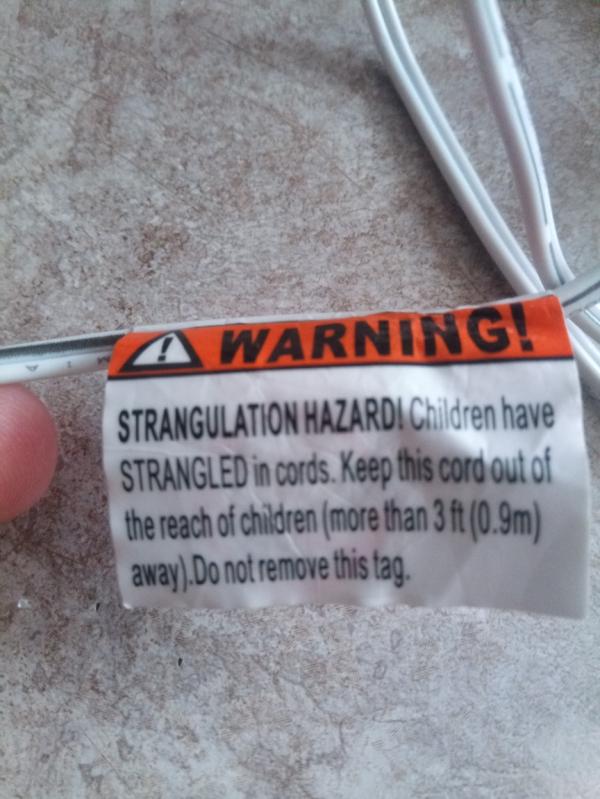 WARNING!
STRANGULATION HAZARD! Children have
STRANGLED in cords. Keep this cord out of
the reach of children (more than 3 ft (0.9m)
away).Do not remove this tag.